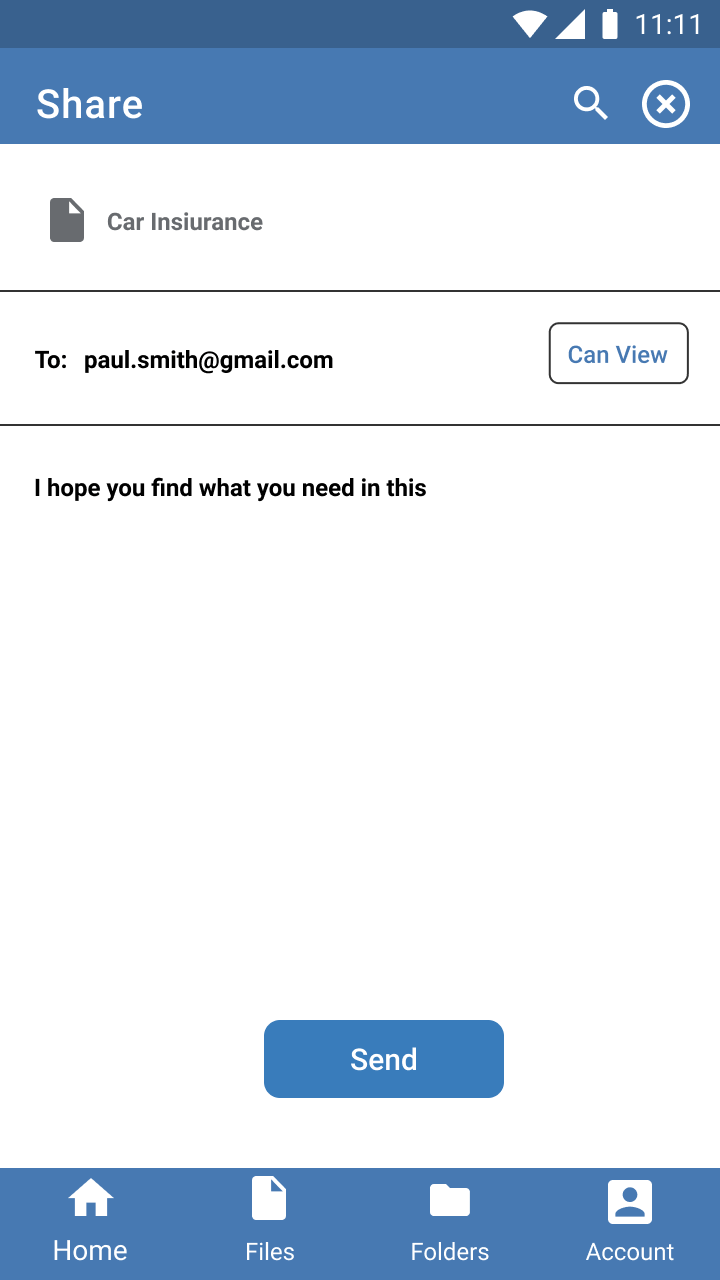 11:11
Share
Car Insiurance
To: paul.smith@gmail.com
Can View
I hope you find what you need in this
Send
Home Files Folders Account